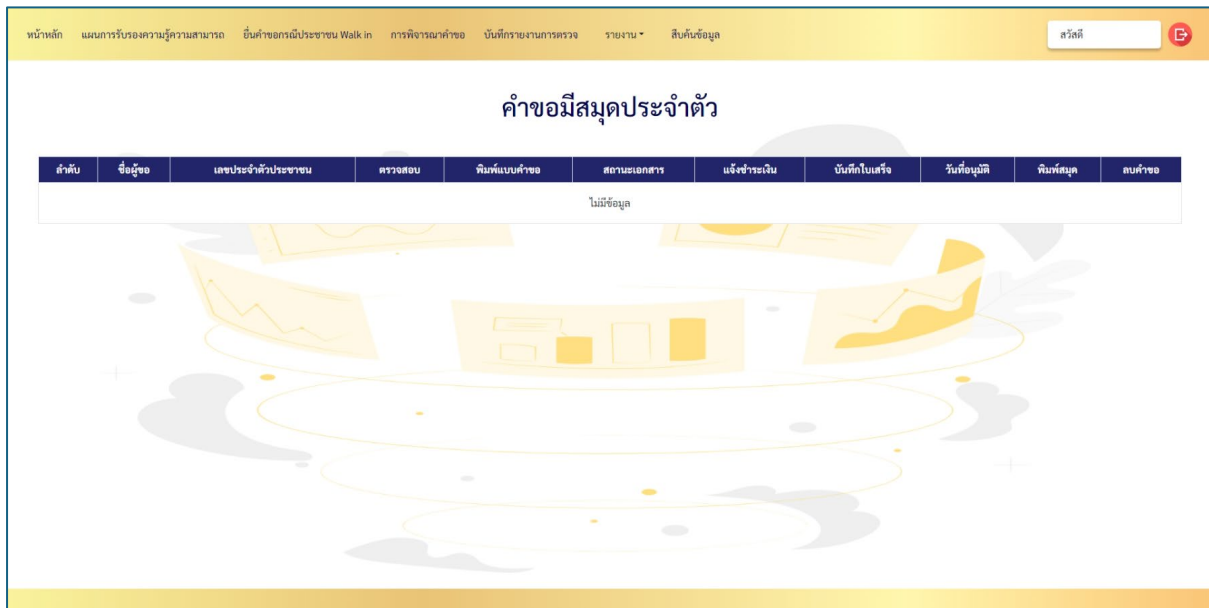 หน้าหลัก แผนการรับรองความรู้ความสามารถ ยื่นคำขอกรณีประชาชน Walk in การพิจารณาคำขอ บันทึกรายงานการตรวจ รายงาน สืบค้นข้อมูล สวัสดี
คำขอมีสมุดประจำตัว
ลำดับ ชื่อผู้ขอ เลขประจำตัวประชาชน ตรวจสอบ พิมพ์แบบคำขอ สถานะเอกสาร แจ้งชำระเงิน บันทึกใบเสร็จ วันที่อนุมัติ พิมพ์สมุด ลบคำขอ
ไม่มีข้อมูล